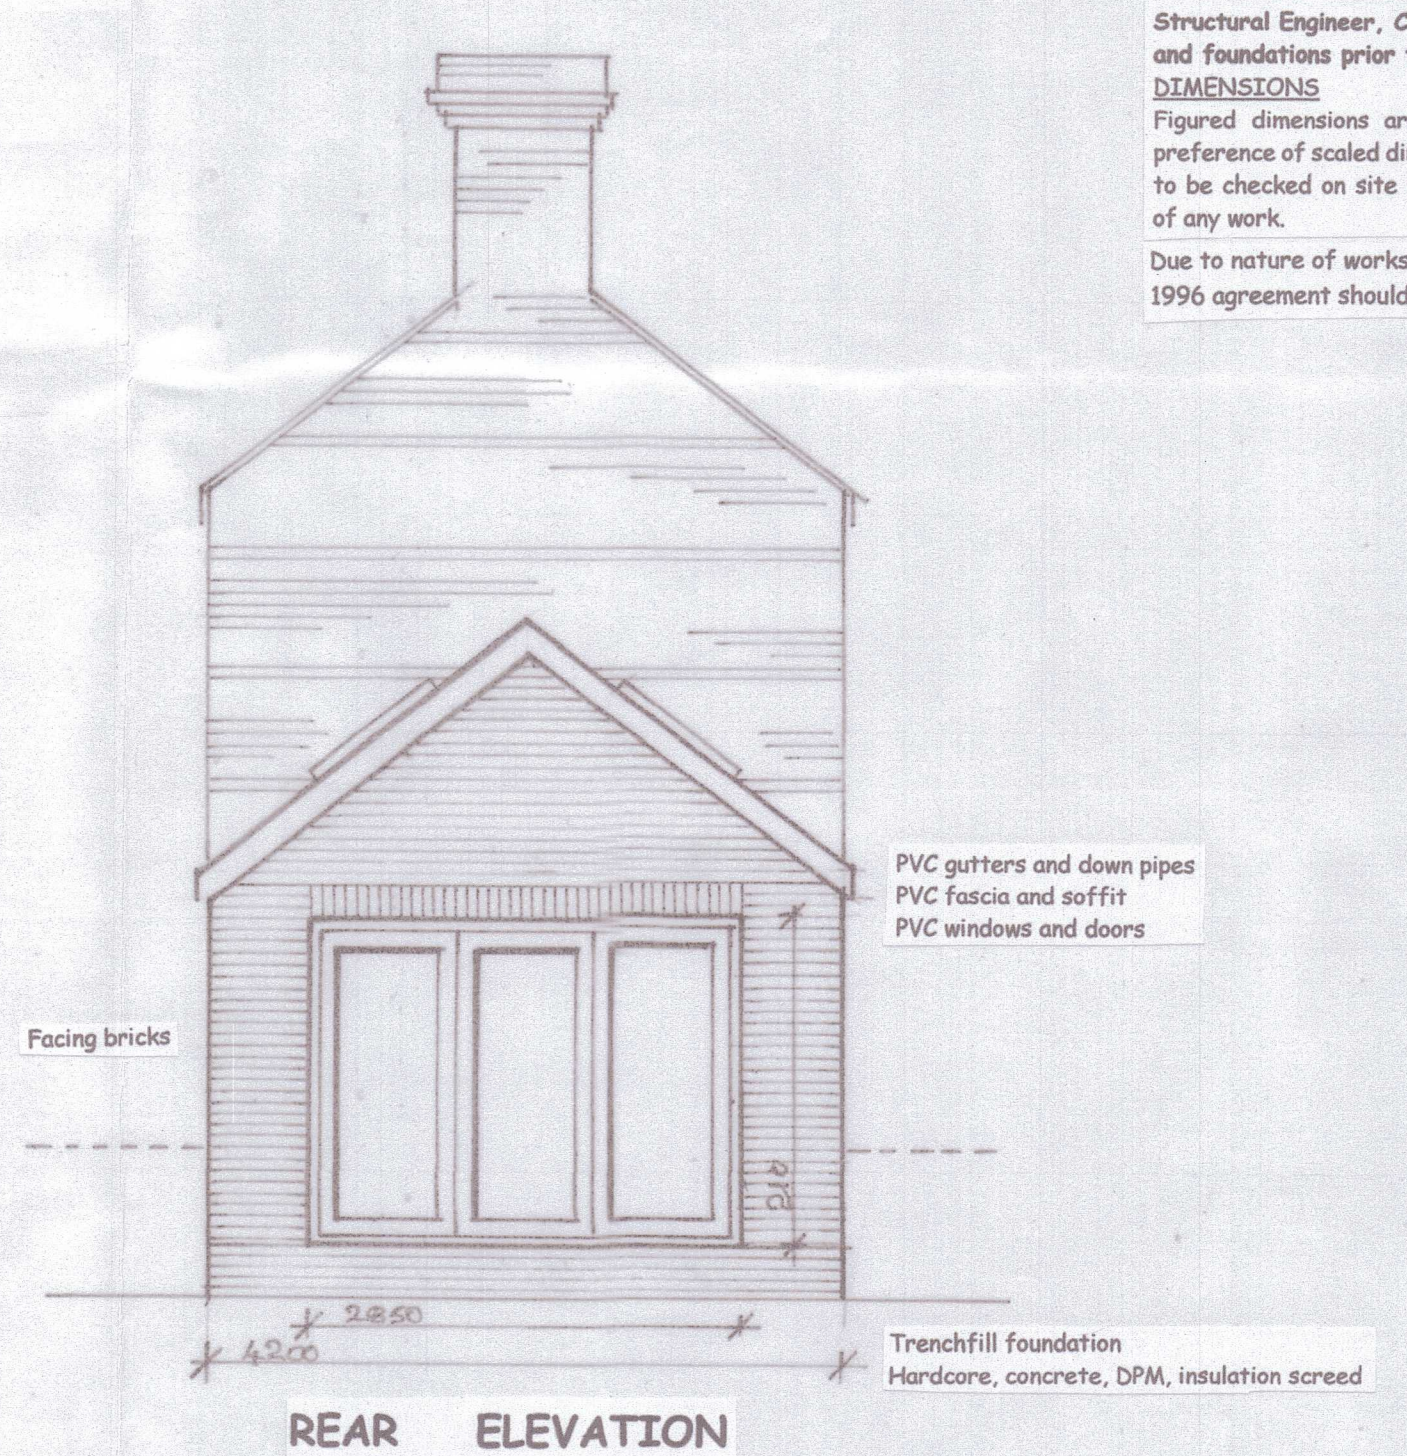 Structural Engineer, C
and foundations prior
DIMENSIONS
Figured dimensions ar
preference of scaled di
to be checked on site
of any work.
Due to nature of works
1996 agreement should
PVC gutters and down pipes
PVC fascia and soffit
PVC windows and doors
Facing bricks
2850
4200
Trenchfill foundation
Hardcore, concrete, DPM, insulation screed
REAR ELEVATION